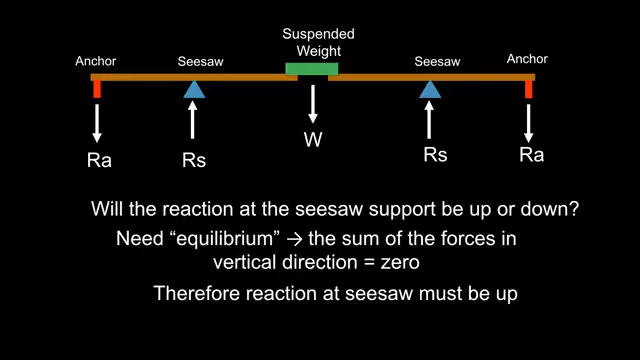 Suspended
Weight
Anchor
Seesaw
Seesaw
Anchor
Ra
Rs
W
Rs
Ra
Will the reaction at the seesaw support be up or down?
Need “equilibrium” → the sum of the forces in
vertical direction = zero
Therefore reaction at seesaw must be up